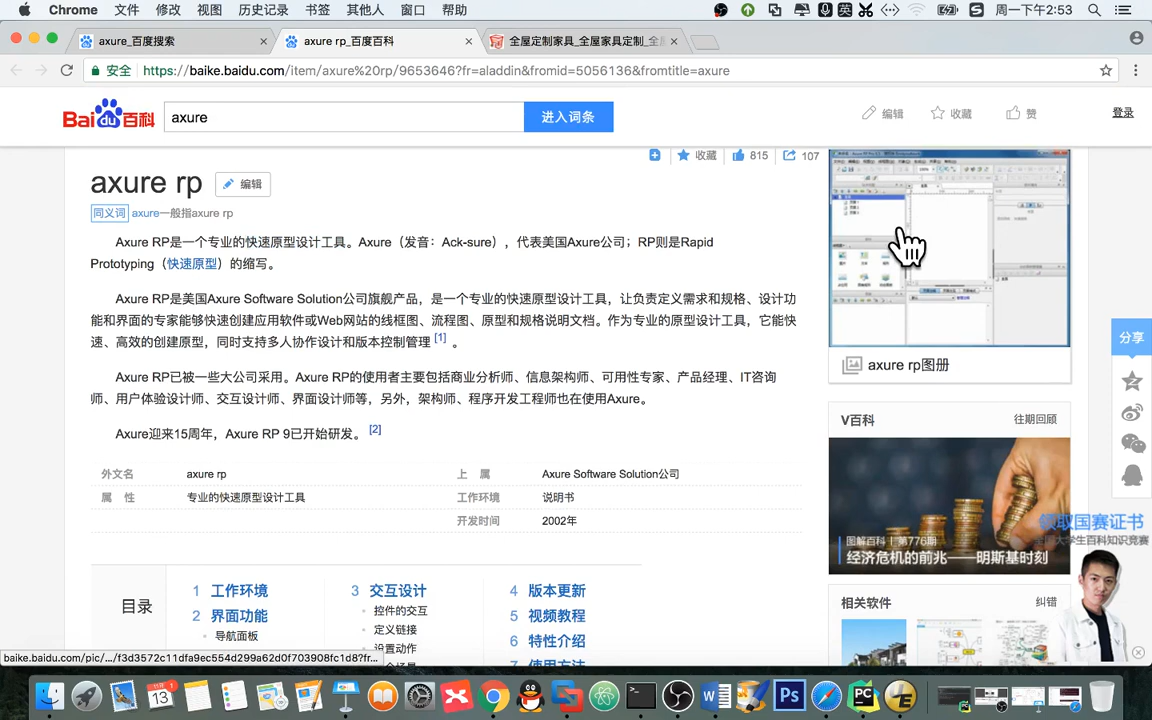 Chrome 文件 修改 视图 历史记录 书签 其他人 窗口 帮助 英 周一下午2:53
axure_百度搜索
axure rp_百度百科
全屋定制家具_全屋家具定制_全
安全 https://baike.baidu.com/item/axure%20rp/9653646?fr=aladdin&fromid=5056136&fromtitle=axure
Bai du 百科 axure 进入词条 编辑 收藏 赞 登录
收藏 815 107
axure rp 编辑
同义词 axure一般指axure rp
Axure RP是一个专业的快速原型设计工具。Axure（发音：Ack-sure），代表美国Axure公司；RP则是Rapid
Prototyping（快速原型）的缩写。
Axure RP是美国Axure Software Solution公司旗舰产品，是一个专业的快速原型设计工具，让负责定义需求和规格、设计功
能和界面的专家能够快速创建应用软件或Web网站的线框图、流程图、原型和规格说明文档。作为专业的原型设计工具，它能快
速、高效的创建原型，同时支持多人协作设计和版本控制管理 [1] 。
Axure RP已被一些大公司采用。Axure RP的使用者主要包括商业分析师、信息架构师、可用性专家、产品经理、IT咨询
师、用户体验设计师、交互设计师、界面设计师等，另外，架构师、程序开发工程师也在使用Axure。
Axure迎来15周年，Axure RP 9已开始研发。 [2]
外文名 axure rp 上 属 Axure Software Solution公司
属 性 专业的快速原型设计工具 工作环境 说明书
开发时间 2002年
目录
1 工作环境
2 界面功能
导航面板
3 交互设计
控件的交互
定义链接
设置动作
4 版本更新
5 视频教程
6 特性介绍
7 使用方法
axure rp图册
V百科 往期回顾
图解百科 | 第776期
经济危机的前兆——明斯基时刻
相关软件 纠错
分享
领取国赛证书
全国大学生百科知识竞赛
baike.baidu.com/pic/.../f3d3572c11dfa9ec554d299a62d0f703908fc1d8?fr...
13
W
Ps
PC